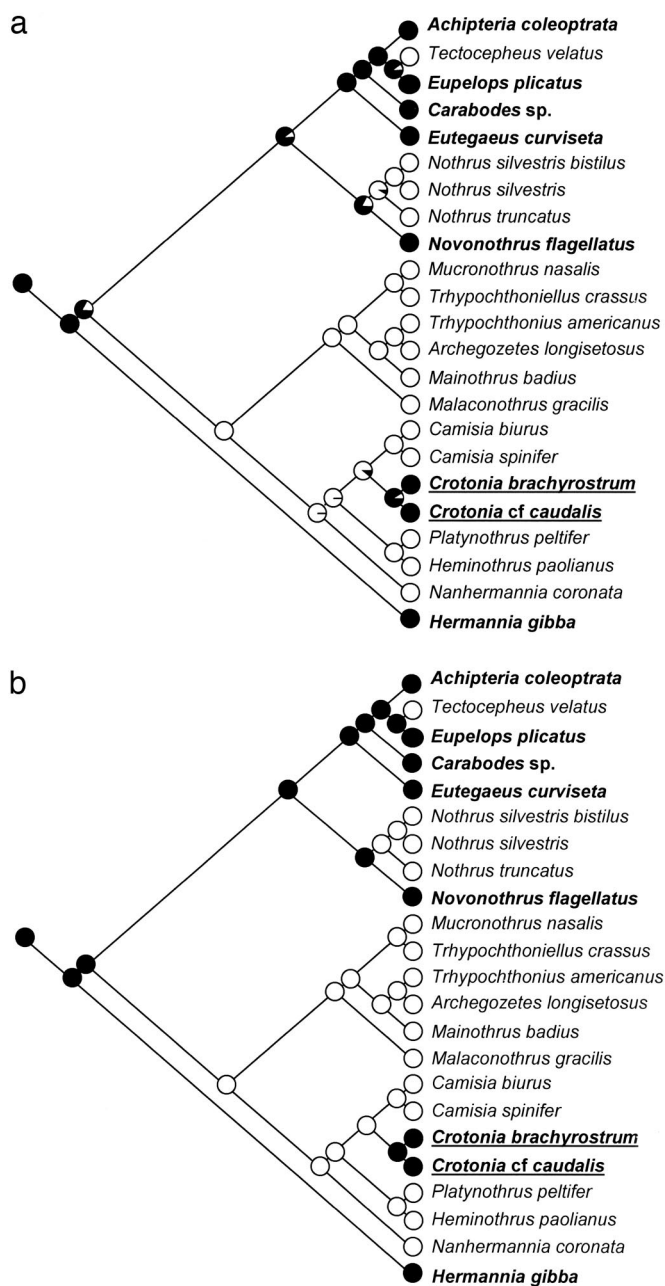 a
Achipteria coleoptrata
Tectocepheus velatus
Eupelops plicatus
Carabodes sp.
Eutegaeus curviseta
Nothrus silvestris bistilus
Nothrus silvestris
Nothrus truncatus
Novonothrus flagellatus
Mucronothrus nasalis
Trhypochthoniellus crassus
Trhypochthonius americanus
Archegozetes longisetosus
Mainothrus badius
Malaconothrus gracilis
Camisia biurus
Camisia spinifer
Crotonia brachyrostrum
Crotonia cf caudalis
Platynothrus peltifer
Heminothrus paolianus
Nanhermannia coronata
Hermannia gibba
b
Achipteria coleoptrata
Tectocepheus velatus
Eupelops plicatus
Carabodes sp.
Eutegaeus curviseta
Nothrus silvestris bistilus
Nothrus silvestris
Nothrus truncatus
Novonothrus flagellatus
Mucronothrus nasalis
Trhypochthoniellus crassus
Trhypochthonius americanus
Archegozetes longisetosus
Mainothrus badius
Malaconothrus gracilis
Camisia biurus
Camisia spinifer
Crotonia brachyrostrum
Crotonia cf caudalis
Platynothrus peltifer
Heminothrus paolianus
Nanhermannia coronata
Hermannia gibba